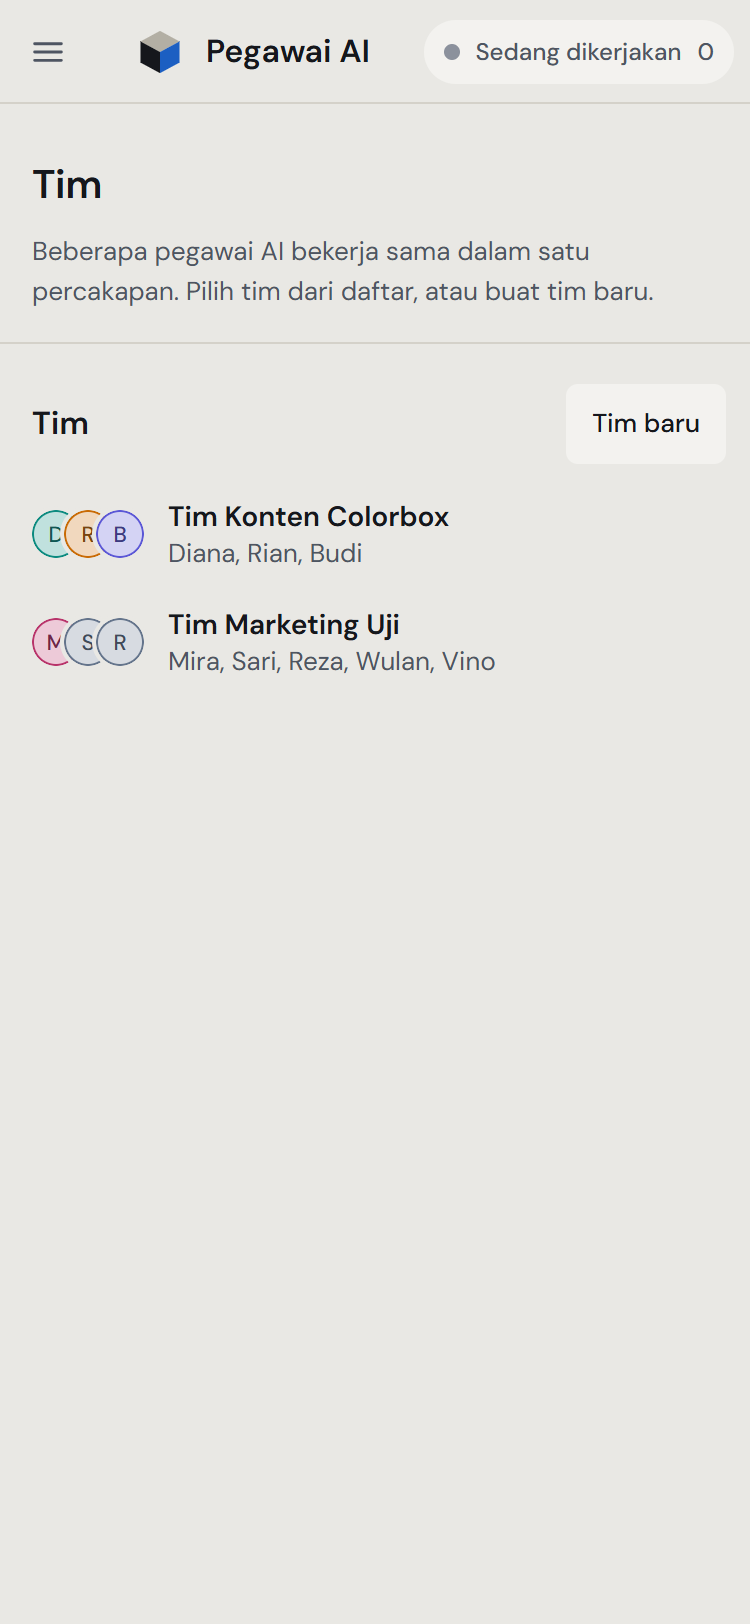 Pegawai AI
Sedang dikerjakan 0
Tim
Beberapa pegawai AI bekerja sama dalam satu
percakapan. Pilih tim dari daftar, atau buat tim baru.
Tim
Tim baru
D R B
Tim Konten Colorbox
Diana, Rian, Budi
M S R
Tim Marketing Uji
Mira, Sari, Reza, Wulan, Vino